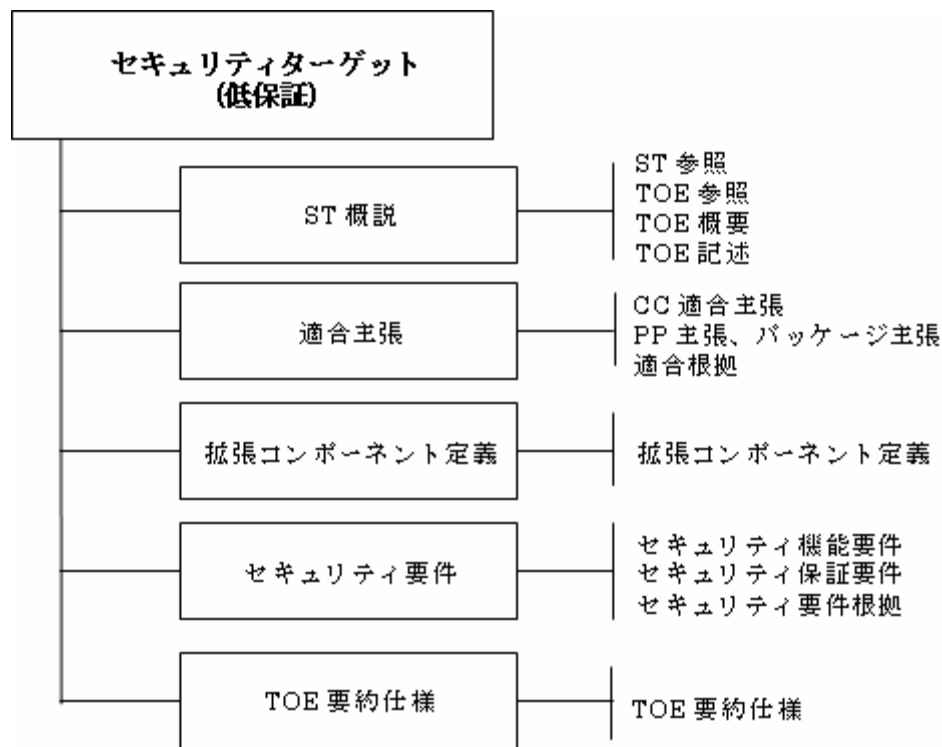 セキュリティターゲット
(低保証)
ST 概説
ST 参照
TOE 参照
TOE 概要
TOE 記述
適合主張
CC 適合主張
PP 主張、パッケージ主張
適合根拠
拡張コンポーネント定義
拡張コンポーネント定義
セキュリティ要件
セキュリティ機能要件
セキュリティ保証要件
セキュリティ要件根拠
TOE 要約仕様
TOE 要約仕様